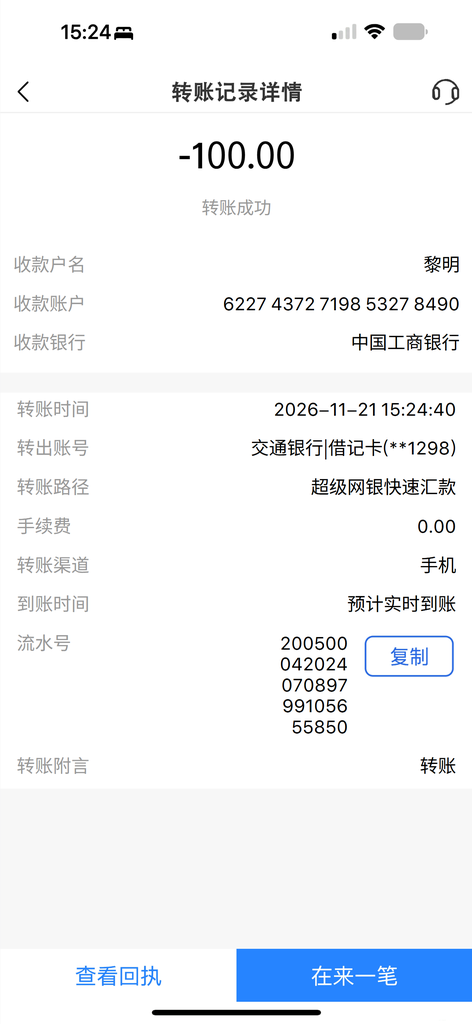 15:24
转账记录详情
-100.00
转账成功
收款户名 黎明
收款账户 6227 4372 7198 5327 8490
收款银行 中国工商银行
转账时间 2026-11-21 15:24:40
转出账号 交通银行|借记卡(**1298)
转账路径 超级网银快速汇款
手续费 0.00
转账渠道 手机
到账时间 预计实时到账
流水号 200500 复制
042024
070897
991056
55850
转账附言 转账
查看回执 在来一笔